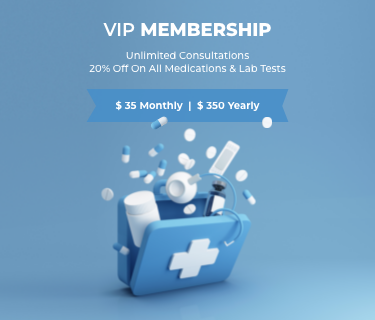 VIP MEMBERSHIP
Unlimited Consultations
20% Off On All Medications & Lab Tests
$ 35 Monthly | $ 350 Yearly